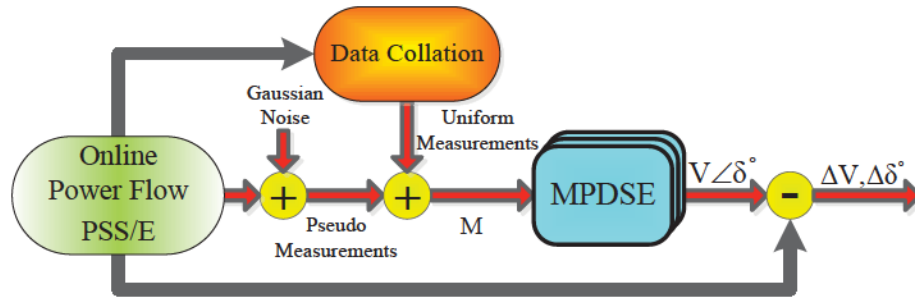 Data Collation
Gaussian
Noise
Uniform
Measurements
Online
Power Flow
PSS/E
+
Pseudo
Measurements
+
M
MPDSE
V∠δ°
-
ΔV,Δδ°